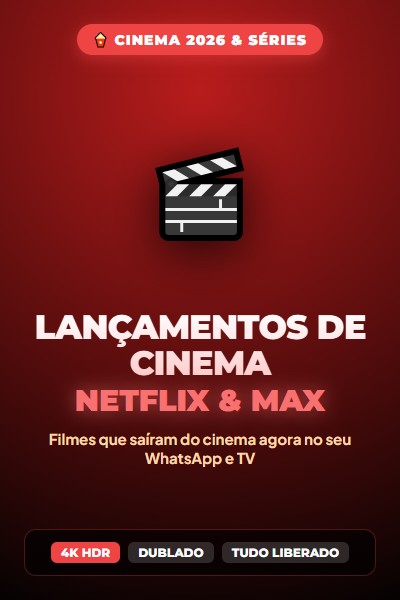 🍿 CINEMA 2026 & SÉRIES
LANÇAMENTOS DE
CINEMA
NETFLIX & MAX
Filmes que saíram do cinema agora no seu
WhatsApp e TV
4K HDR DUBLADO TUDO LIBERADO